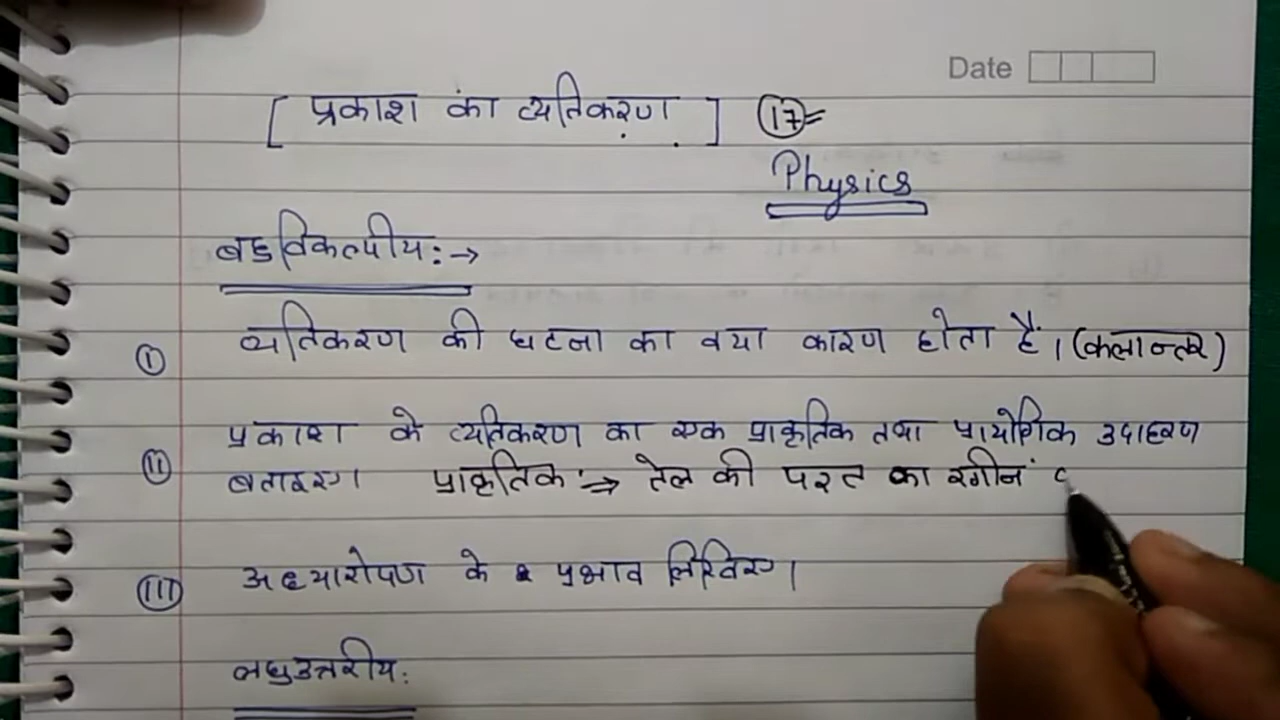 Date
[ प्रकाश का व्यतिकरण ] 17=
Physics
बहुविकल्पीय :→
I व्यतिकरण की घटना का क्या कारण होता है । (कलान्तर)
II प्रकाश के व्यतिकरण का एक प्राकृतिक तथा प्रायोगिक उदाहरण
बताइए। प्राकृतिक :⇒ तेल की परत का रंगीन
III अध्यारोपण के 2 प्रभाव लिखिए।
लघुउत्तरीय: